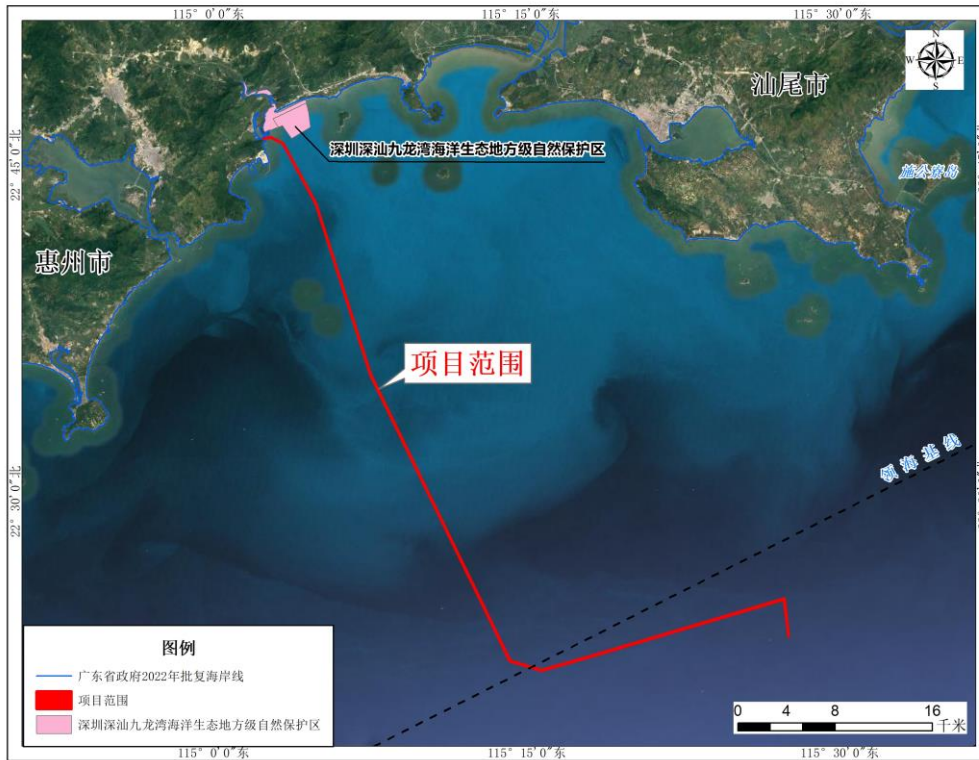 115° 0′0″东
115° 15′0″东
115° 30′0″东
N
W
E
S
汕尾市
深圳深汕九龙湾海洋生态地方级自然保护区
22° 45′0″北
施公寮岛
惠州市
项目范围
领海基线
22° 30′0″北
图例
广东省政府2022年批复海岸线
项目范围
深圳深汕九龙湾海洋生态地方级自然保护区
0 4 8 16
千米
115° 0′0″东
115° 15′0″东
115° 30′0″东